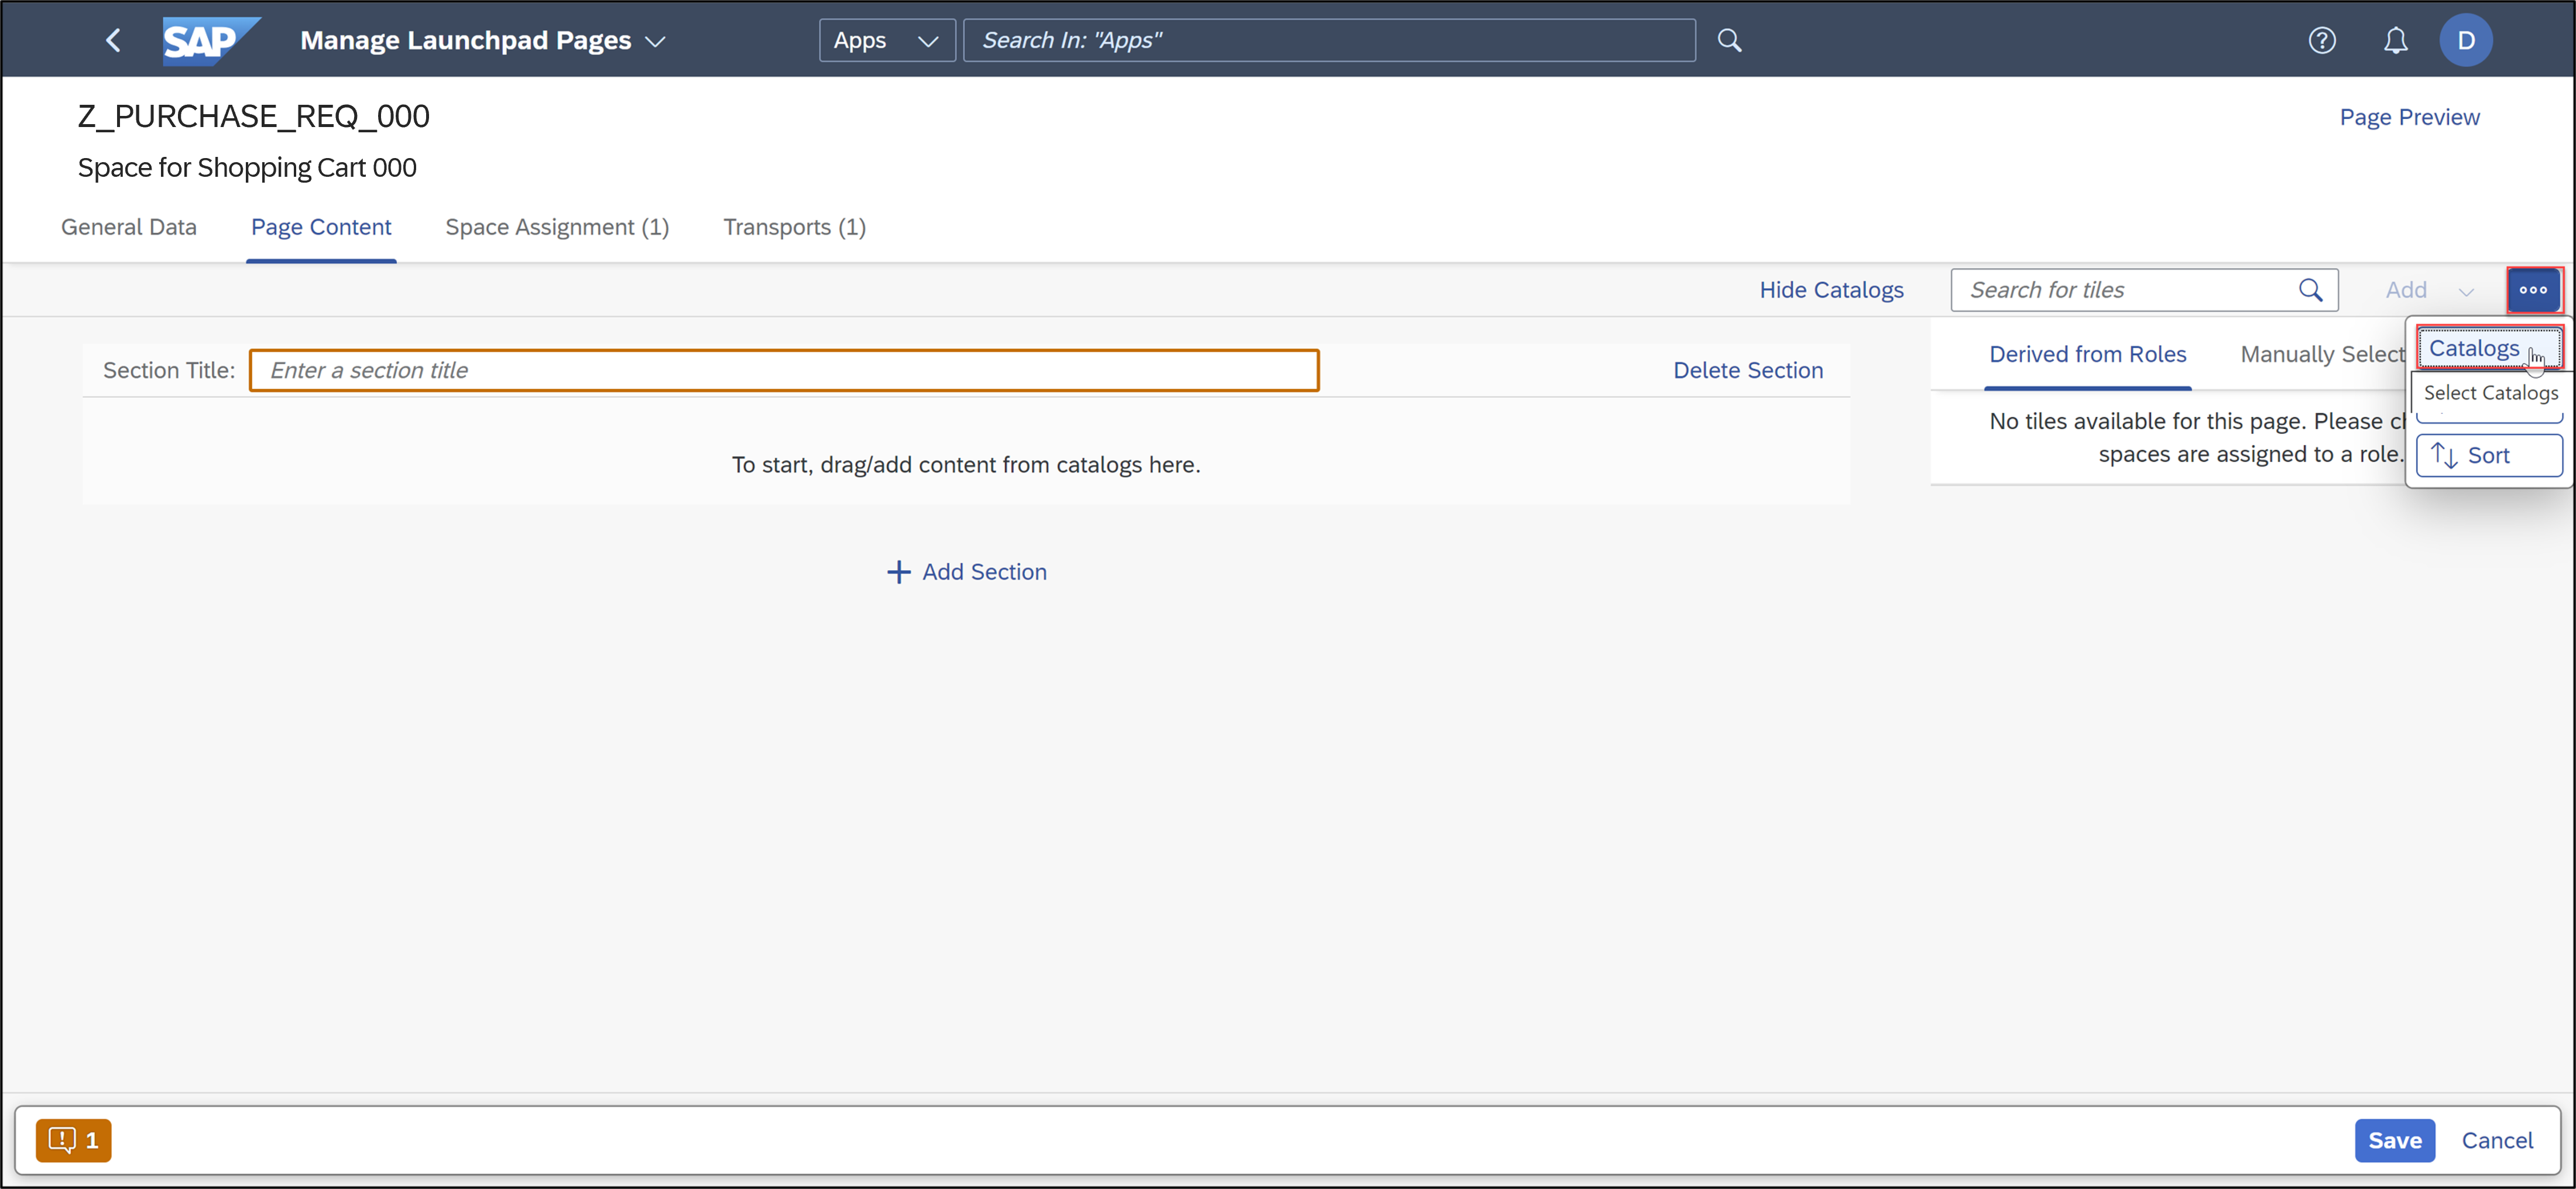 SAP Manage Launchpad Pages Apps Search In: "Apps" D
Z_PURCHASE_REQ_000 Page Preview
Space for Shopping Cart 000
General Data Page Content Space Assignment (1) Transports (1)
Hide Catalogs Search for tiles Add
Section Title: Enter a section title Delete Section
Derived from Roles Manually Select
Catalogs
Select Catalogs
No tiles available for this page. Please
spaces are assigned to a role.
Sort
To start, drag/add content from catalogs here.
Add Section
1 Save Cancel